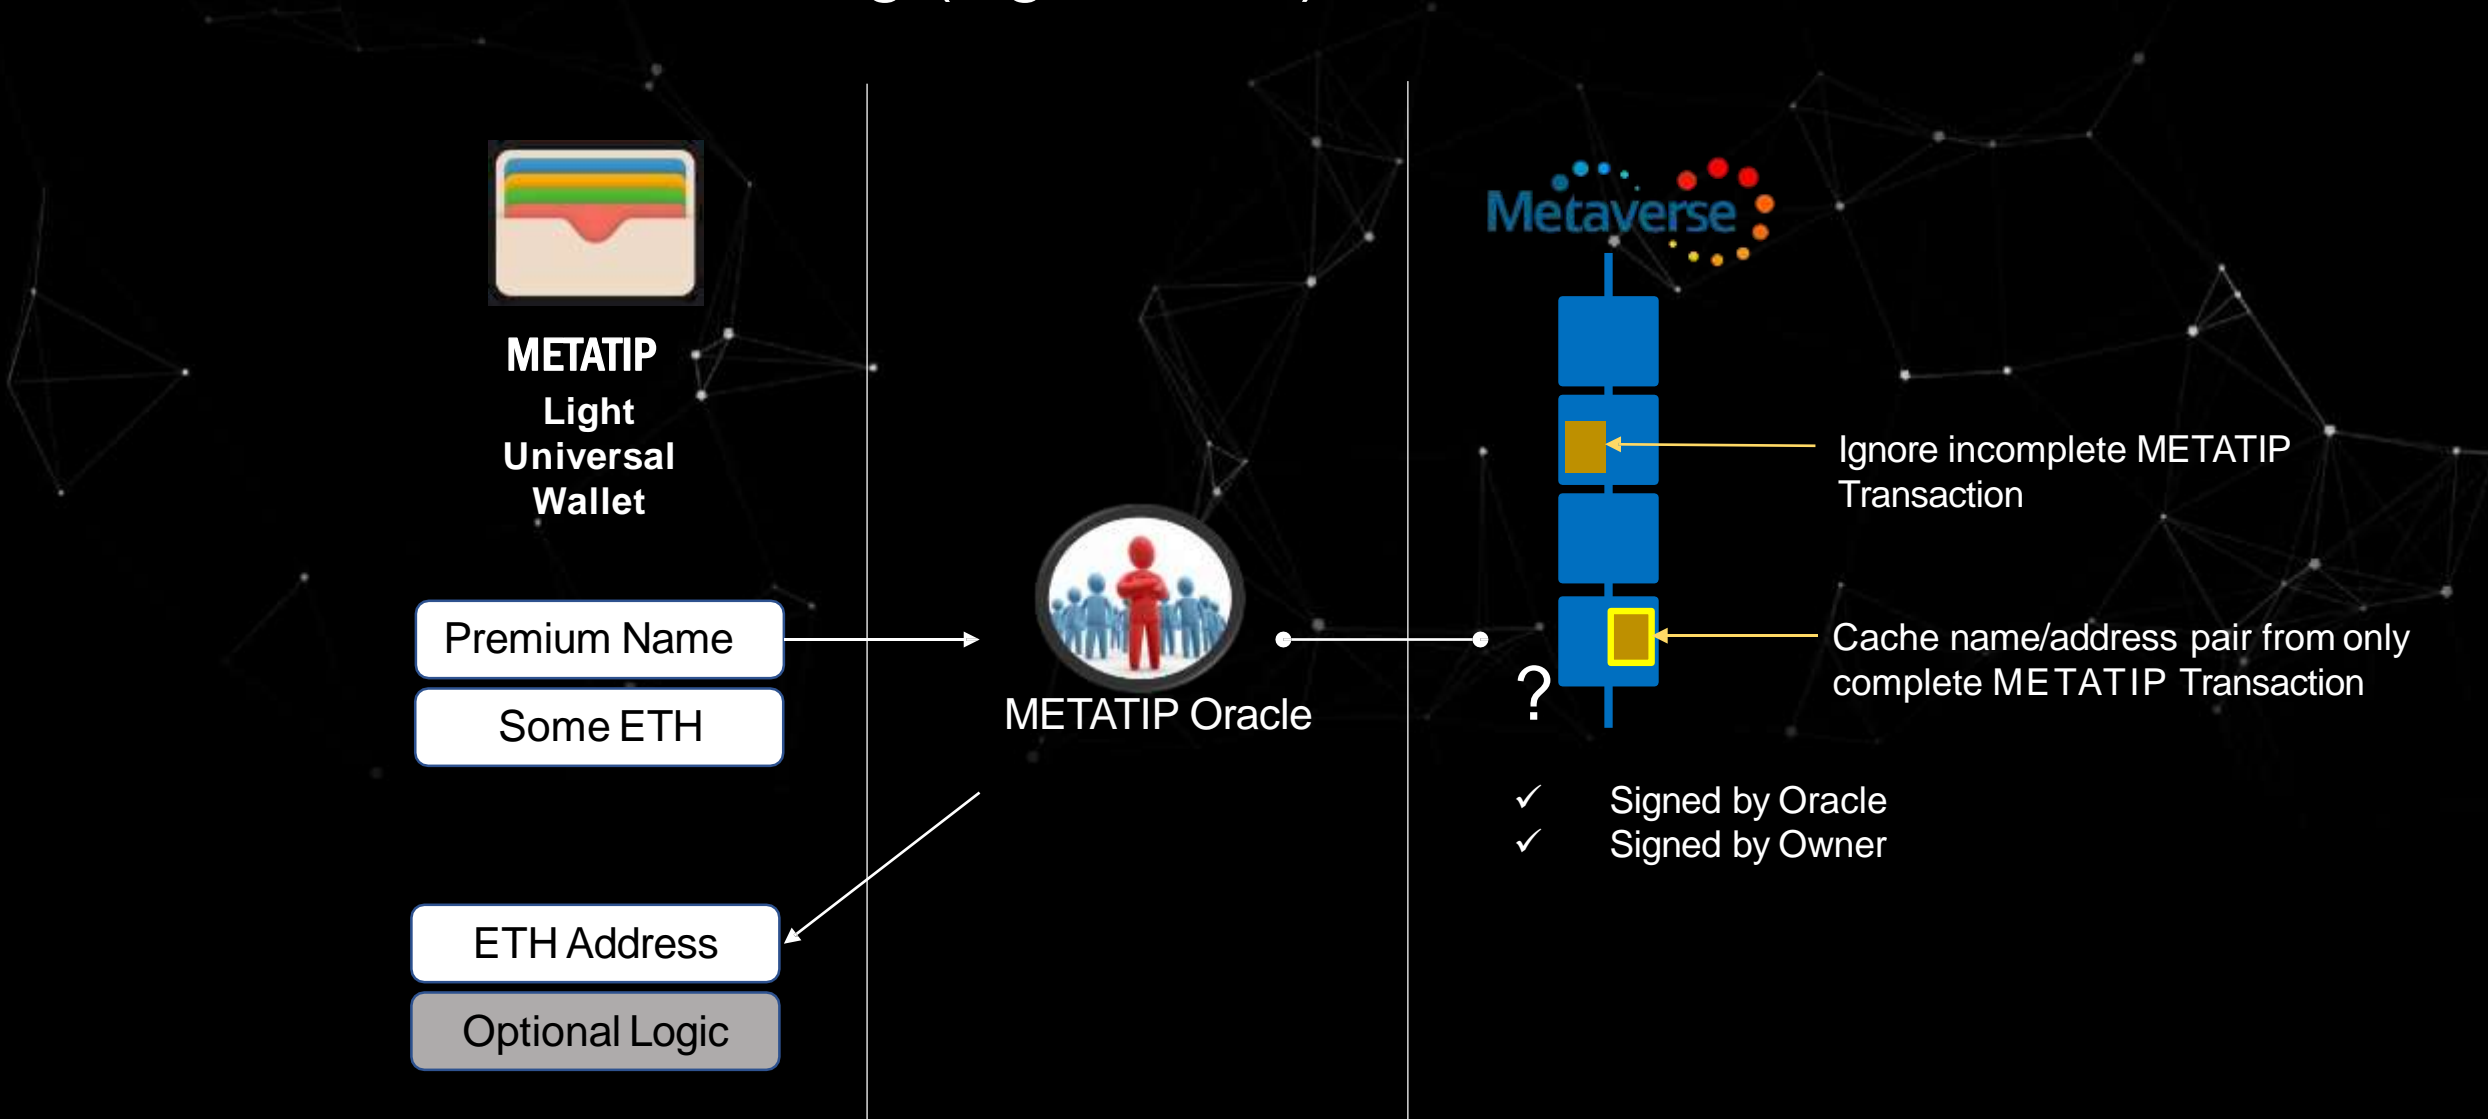 METATIP
Light
Universal
Wallet
Premium Name
Some ETH
ETH Address
Optional Logic
METATIP Oracle
Metaverse
Ignore incomplete METATIP
Transaction
Cache name/address pair from only
complete METATIP Transaction
?
✓ Signed by Oracle
✓ Signed by Owner